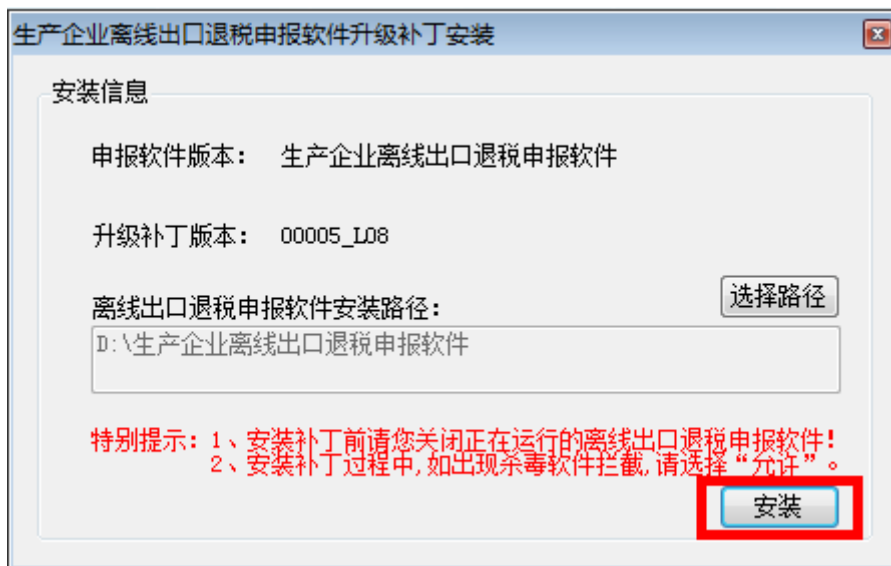 生产企业离线出口退税申报软件升级补丁安装
安装信息
申报软件版本: 生产企业离线出口退税申报软件
升级补丁版本: 00005_L08
离线出口退税申报软件安装路径:
选择路径
D:\生产企业离线出口退税申报软件
特别提示:1、安装补丁前请您关闭正在运行的离线出口退税申报软件!
2、安装补丁过程中,如出现杀毒软件拦截,请选择“允许”。
安装